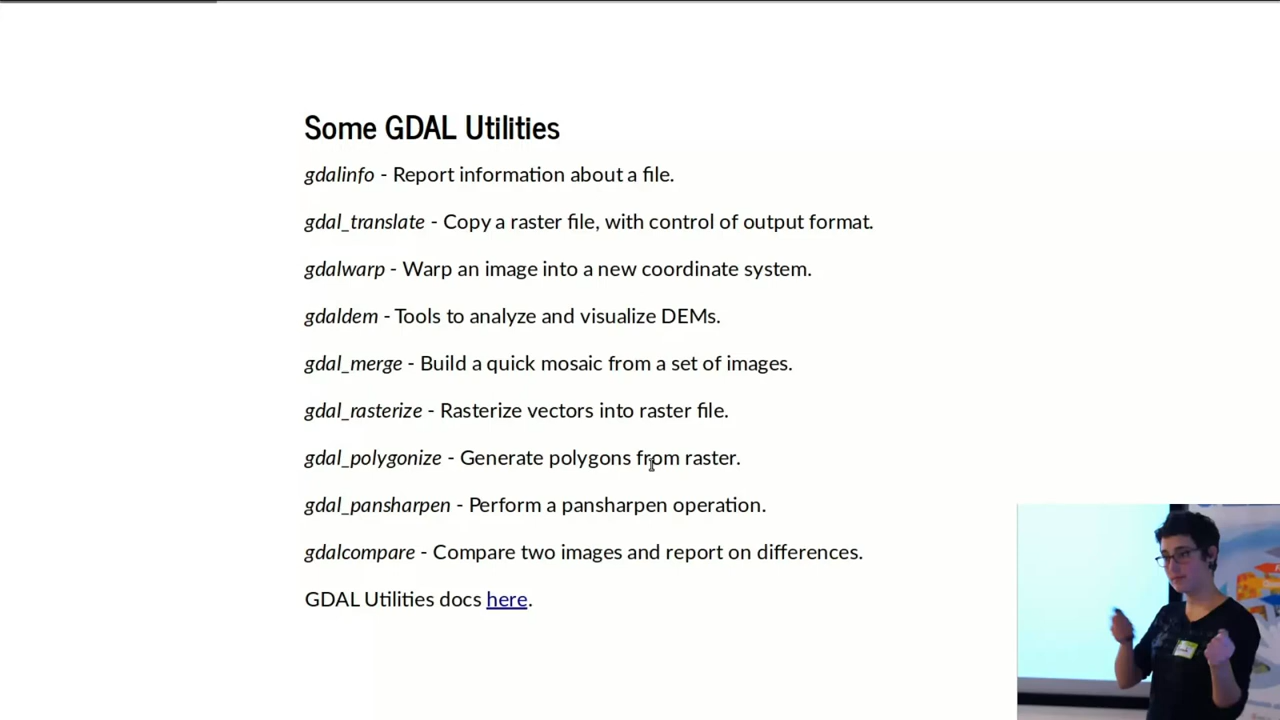 Some GDAL Utilities
gdalinfo - Report information about a file.
gdal_translate - Copy a raster file, with control of output format.
gdalwarp - Warp an image into a new coordinate system.
gdaldem - Tools to analyze and visualize DEMs.
gdal_merge - Build a quick mosaic from a set of images.
gdal_rasterize - Rasterize vectors into raster file.
gdal_polygonize - Generate polygons from raster.
gdal_pansharpen - Perform a pansharpen operation.
gdalcompare - Compare two images and report on differences.
GDAL Utilities docs here.